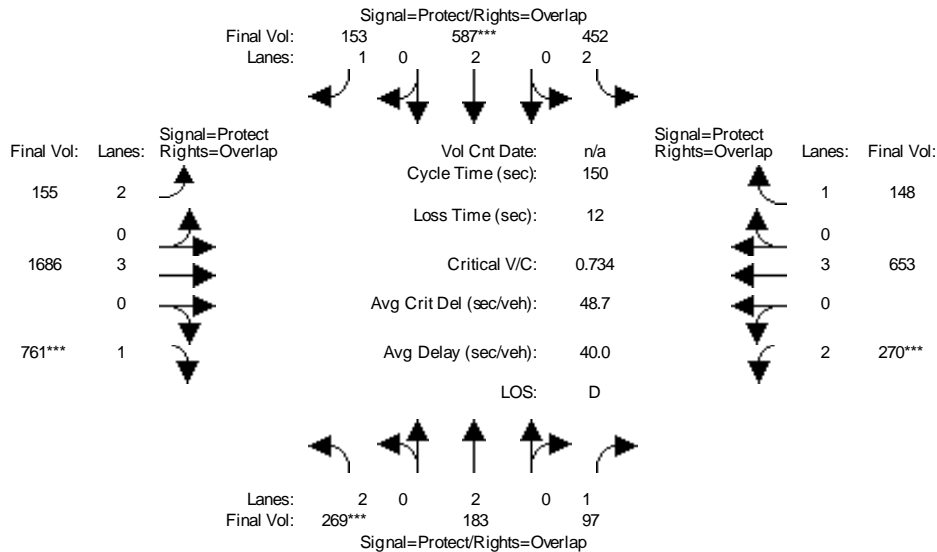 Signal=Protect/Rights=Overlap
Final Vol: 153 587*** 452
Lanes: 1 0 2 0 2
Signal=Protect
Final Vol: Lanes: Rights=Overlap
Vol Cnt Date: n/a
Signal=Protect
Rights=Overlap Lanes: Final Vol:
Cycle Time (sec): 150
155 2
1 148
Loss Time (sec): 12
0
0
1686 3
Critical V/C: 0.734
3 653
0
Avg Crit Del (sec/veh): 48.7
0
761*** 1
Avg Delay (sec/veh): 40.0
2 270***
LOS: D
Lanes: 2 0 2 0 1
Final Vol: 269*** 183 97
Signal=Protect/Rights=Overlap